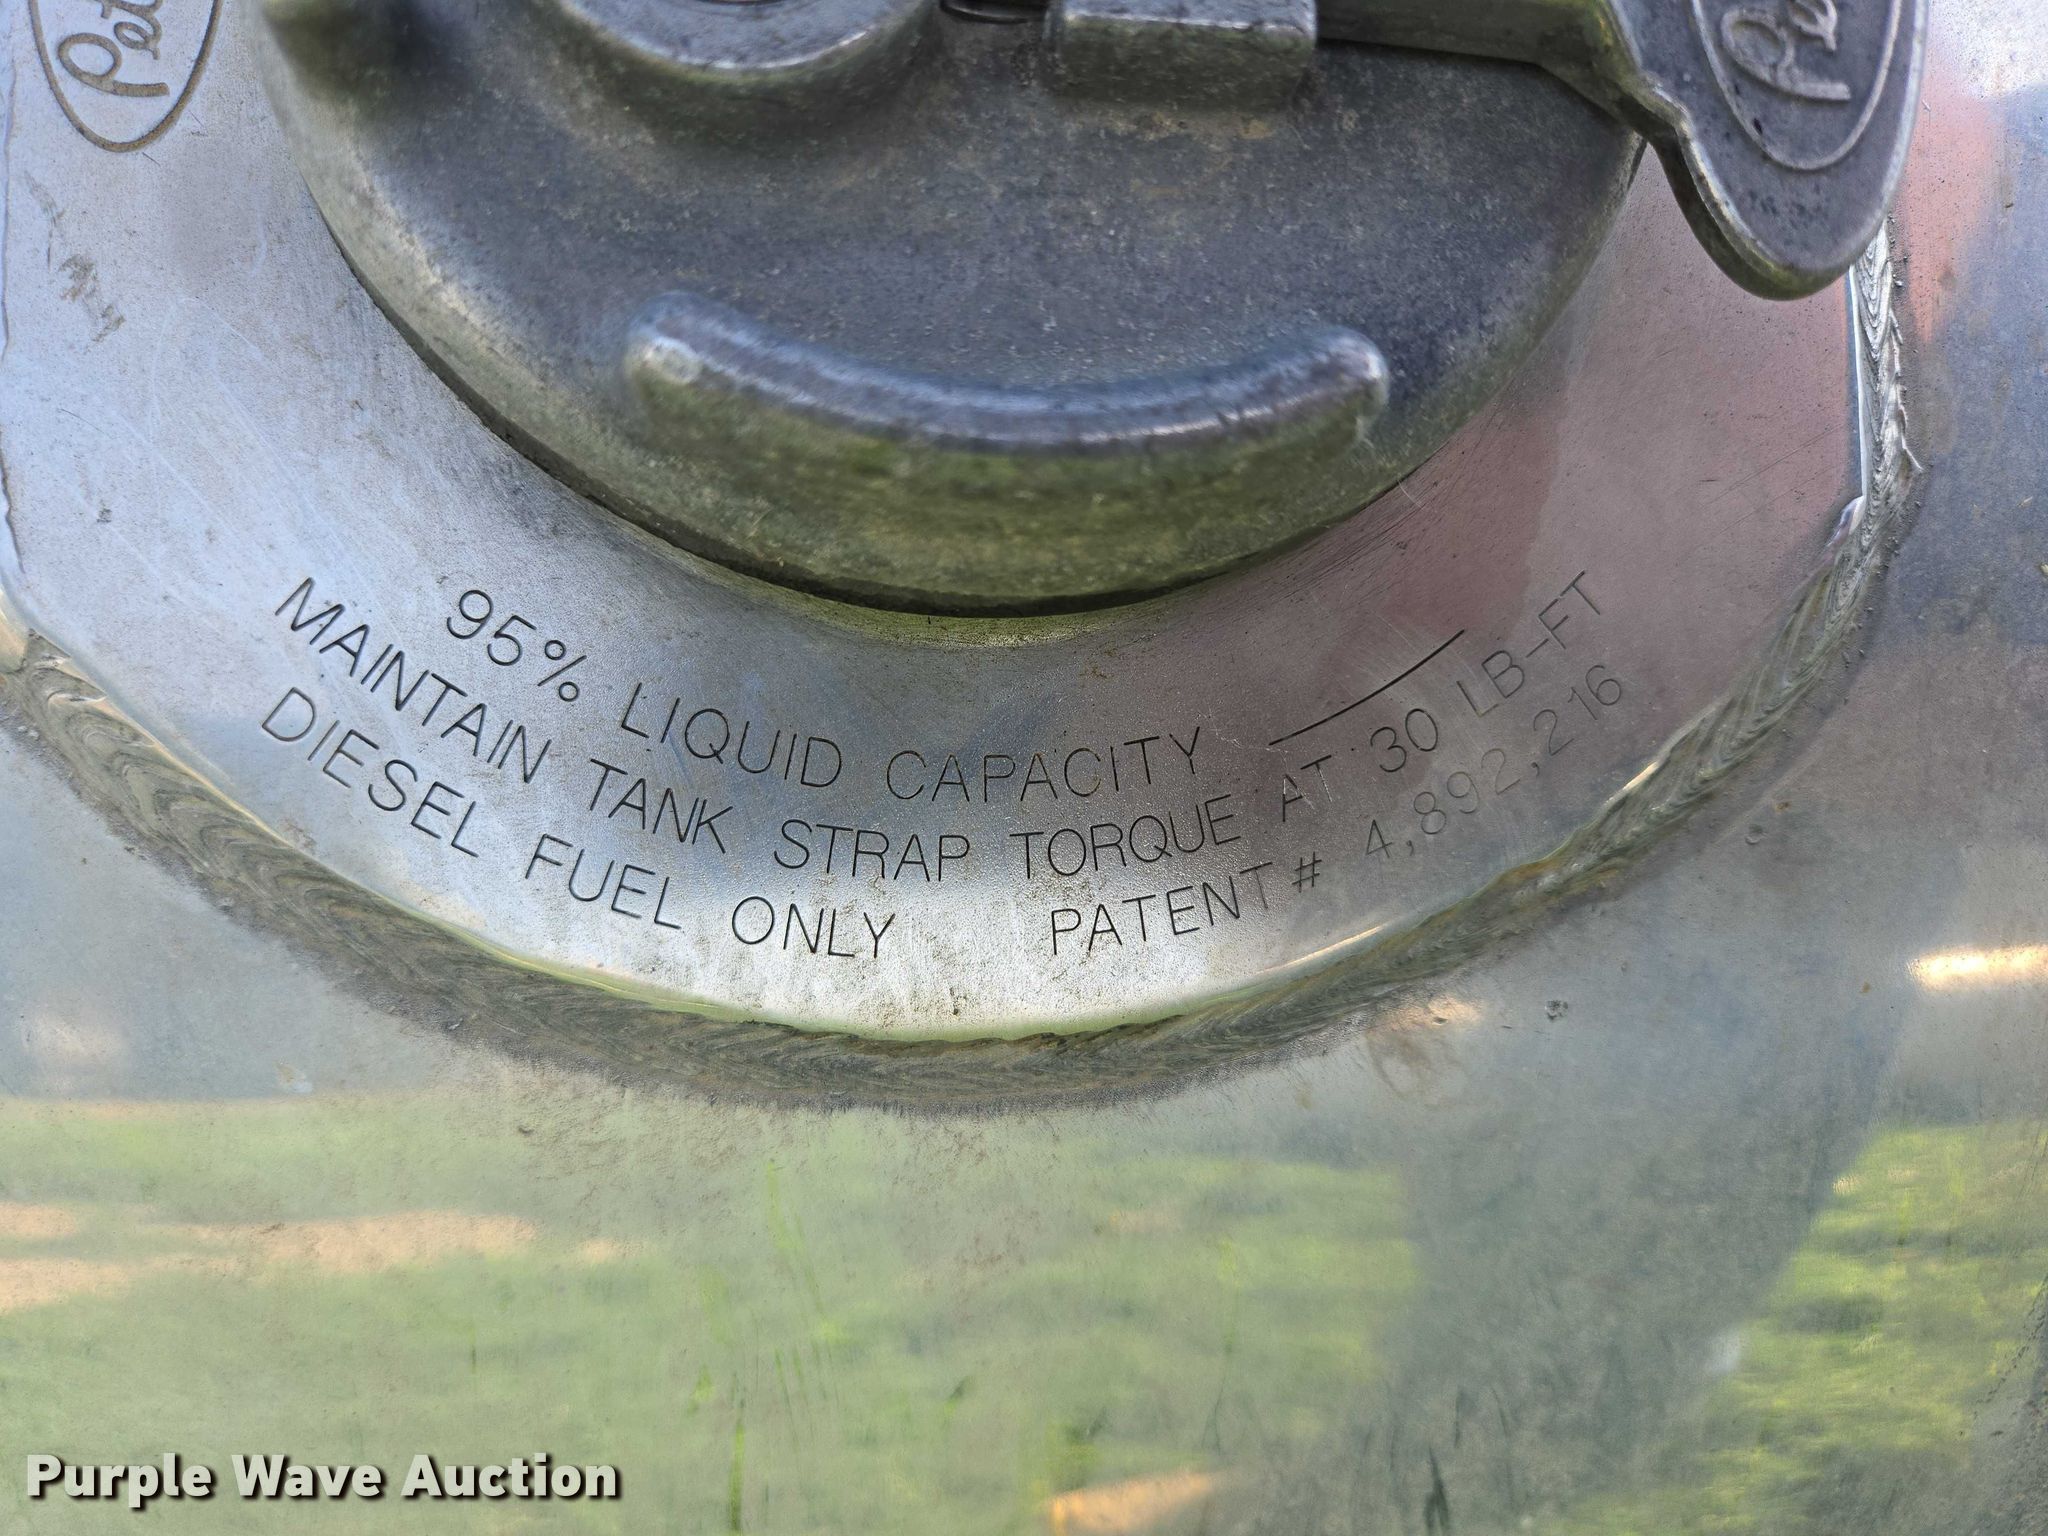 95% LIQUID CAPACITY
MAINTAIN TANK STRAP TORQUE AT 30 LB-FT
DIESEL FUEL ONLY PATENT# 4,892,216
Purple Wave Auction